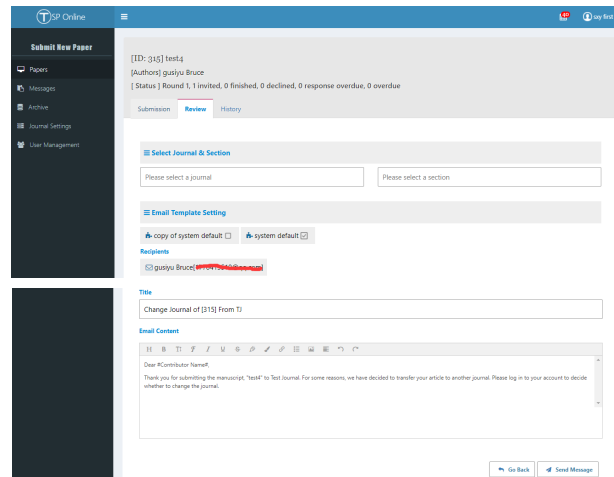 TSP Online
say first
Submit New Paper
Papers
Messages
Archive
Journal Settings
User Management
[ID: 315] test4
[Authors] gusiyu Bruce
[ Status ] Round 1, 1 invited, 0 finished, 0 declined, 0 response overdue, 0 overdue
Submission Review History
Select Journal & Section
Please select a journal Please select a section
Email Template Setting
copy of system default system default
Recipients
gusiyu Bruce[
Title
Change Journal of [315] From TJ
Email Content
Dear #Contributor Name#,
Thank you for submitting the manuscript, "test4" to Test Journal. For some reasons, we have decided to transfer your article to another journal. Please log in to your account to decide
whether to change the journal.
Go Back Send Message